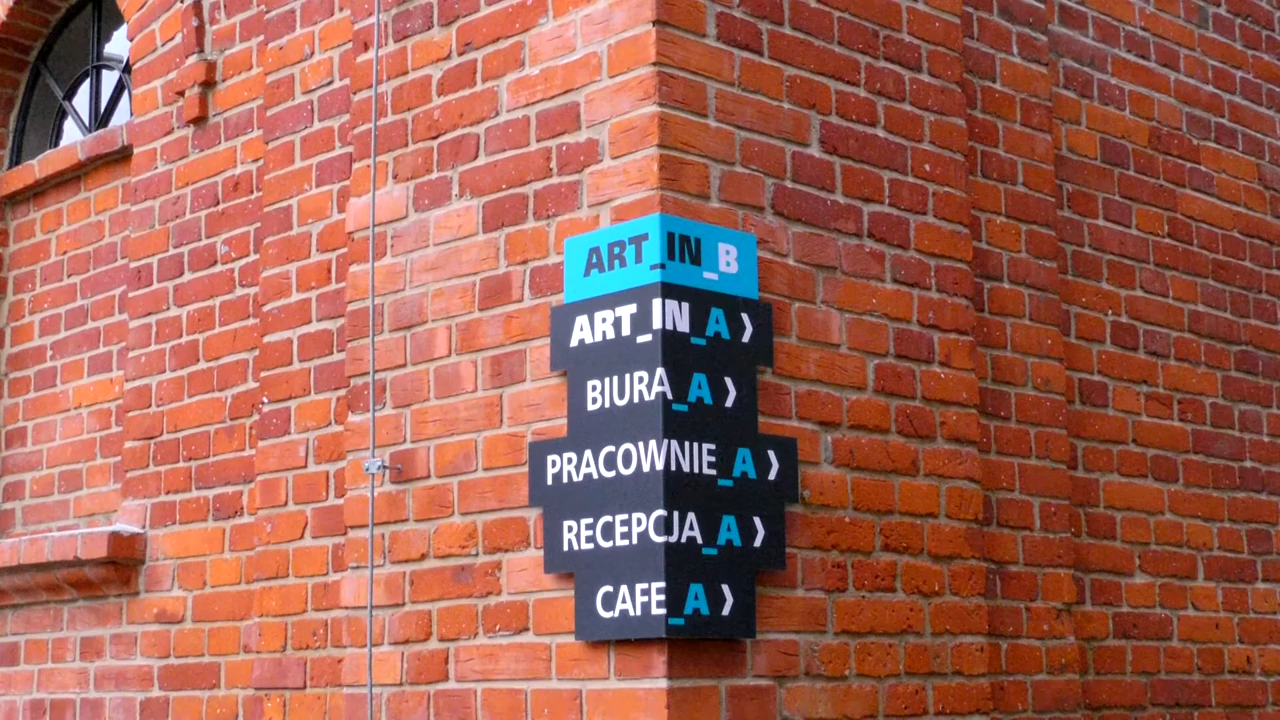 ART_IN_B
ART_IN_A ❭
BIURA_A ❭
PRACOWNIE_A ❭
RECEPCJA_A ❭
CAFE_A ❭